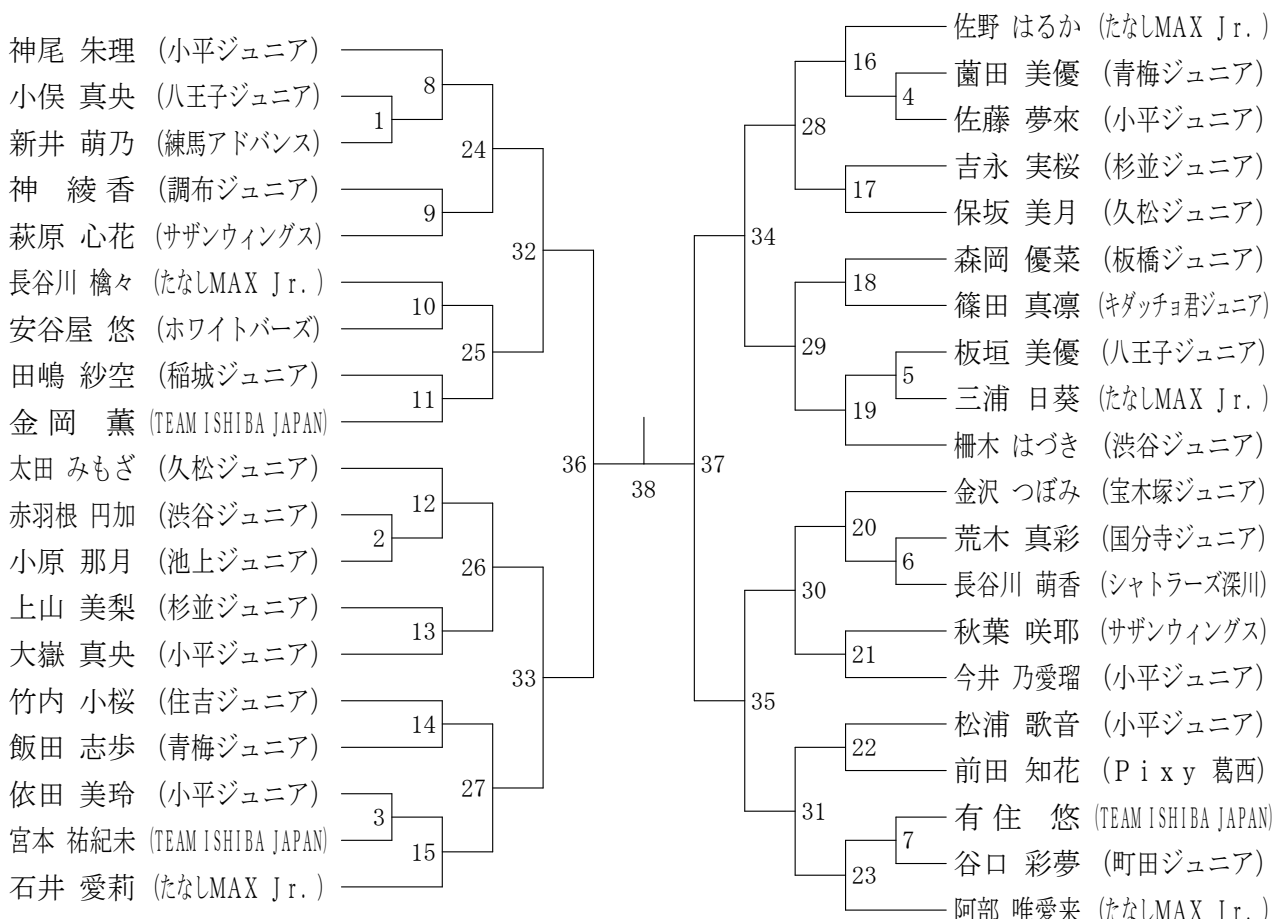 神尾 朱理 (小平ジュニア)
小俣 真央 (八王子ジュニア)
新井 萌乃 (練馬アドバンス)
神 綾香 (調布ジュニア)
萩原 心花 (サザンウィングス)
長谷川 檎々 (たなしMAX Jr.)
安谷屋 悠 (ホワイトバーズ)
田嶋 紗空 (稲城ジュニア)
金岡 薫 (TEAM ISHIBA JAPAN)
太田 みもざ (久松ジュニア)
赤羽根 円加 (渋谷ジュニア)
小原 那月 (池上ジュニア)
上山 美梨 (杉並ジュニア)
大嶽 真央 (小平ジュニア)
竹内 小桜 (住吉ジュニア)
飯田 志歩 (青梅ジュニア)
依田 美玲 (小平ジュニア)
宮本 祐紀未 (TEAM ISHIBA JAPAN)
石井 愛莉 (たなしMAX Jr.)
1
2
3
8
9
10
11
12
13
14
15
24
25
26
27
32
33
36
38
37
34
35
28
29
30
31
16
17
18
19
20
21
22
23
4
5
6
7
佐野 はるか (たなしMAX Jr.)
薗田 美優 (青梅ジュニア)
佐藤 夢來 (小平ジュニア)
吉永 実桜 (杉並ジュニア)
保坂 美月 (久松ジュニア)
森岡 優菜 (板橋ジュニア)
篠田 真凛 (キダッチョ君ジュニア)
板垣 美優 (八王子ジュニア)
三浦 日葵 (たなしMAX Jr.)
柵木 はづき (渋谷ジュニア)
金沢 つぼみ (宝木塚ジュニア)
荒木 真彩 (国分寺ジュニア)
長谷川 萌香 (シャトラーズ深川)
秋葉 咲耶 (サザンウィングス)
今井 乃愛瑠 (小平ジュニア)
松浦 歌音 (小平ジュニア)
前田 知花 (Pixy 葛西)
有住 悠 (TEAM ISHIBA JAPAN)
谷口 彩夢 (町田ジュニア)
阿部 唯愛来 (たなしMAX Jr.)